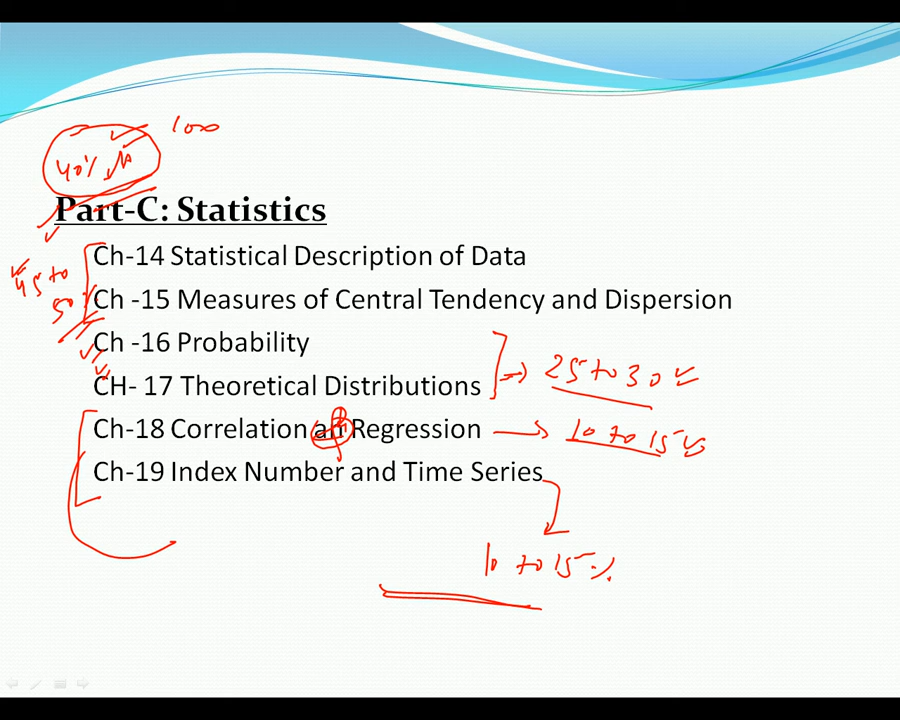 100
40%
Part-C: Statistics
Ch-14 Statistical Description of Data
45 to
50%
Ch -15 Measures of Central Tendency and Dispersion
Ch -16 Probability
25 to 30%
CH- 17 Theoretical Distributions
Ch-18 Correlation an Regression
10 to 15%
Ch-19 Index Number and Time Series
10 to 15%